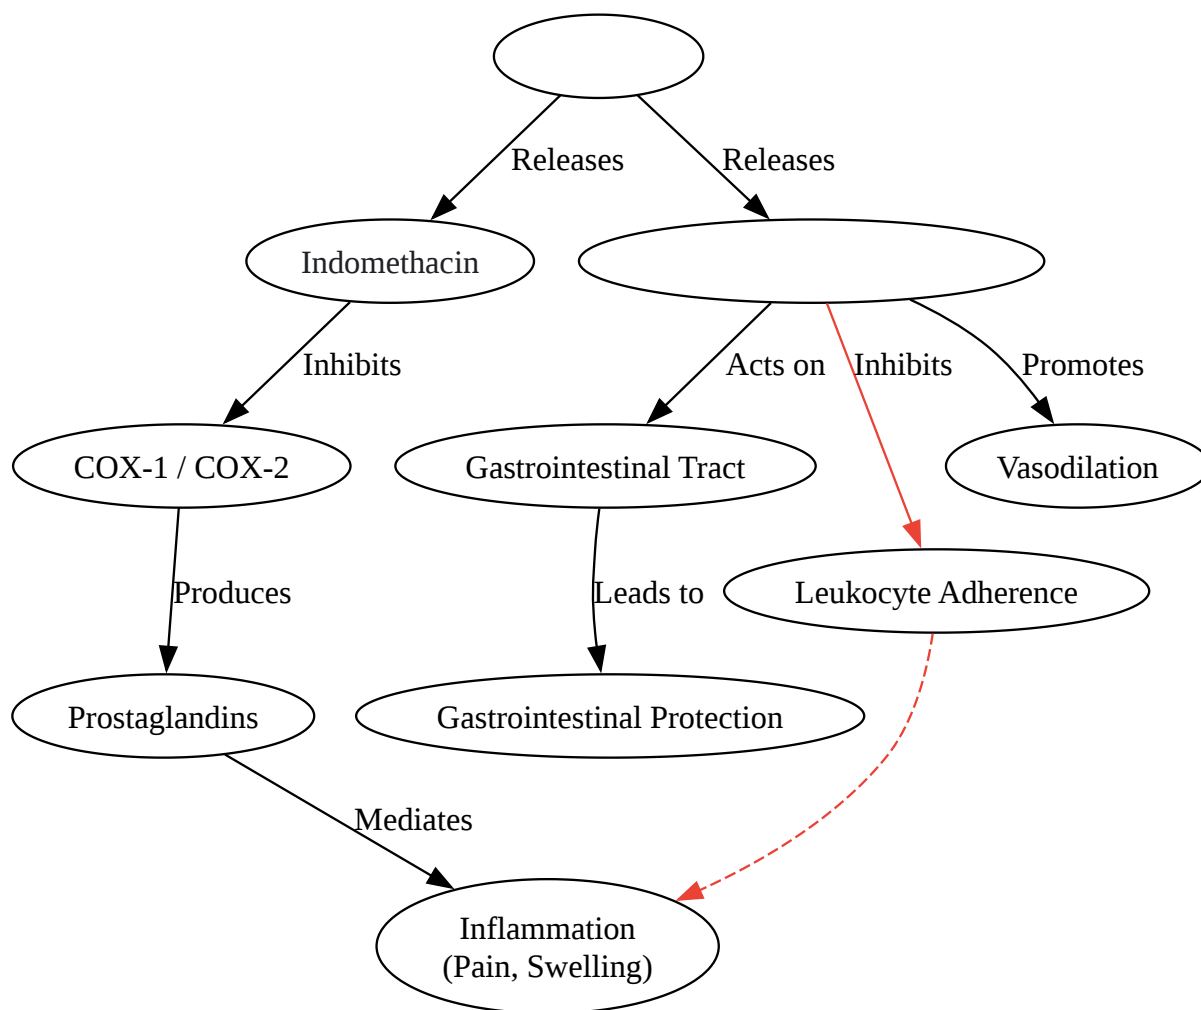 Releases
Releases
Indomethacin
Inhibits
Acts on
Inhibits
Promotes
COX-1 / COX-2
Gastrointestinal Tract
Vasodilation
Produces
Leads to
Leukocyte Adherence
Prostaglandins
Gastrointestinal Protection
Mediates
Inflammation
(Pain, Swelling)